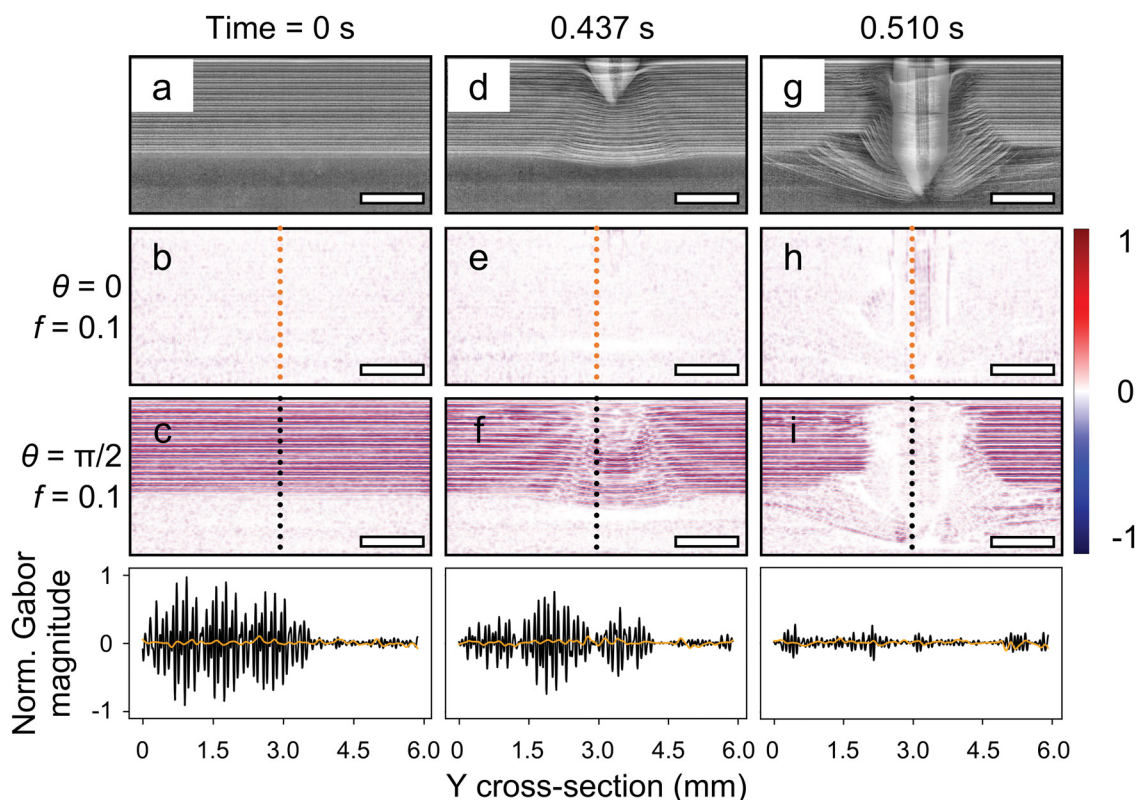 Time = 0 s
0.437 s
0.510 s
a
d
g
θ = 0
f = 0.1
b
e
h
1
0
-1
θ = π/2
f = 0.1
c
f
i
Norm. Gabor
magnitude
1
0
-1
0 1.5 3.0 4.5 6.0
0 1.5 3.0 4.5 6.0
0 1.5 3.0 4.5 6.0
Y cross-section (mm)